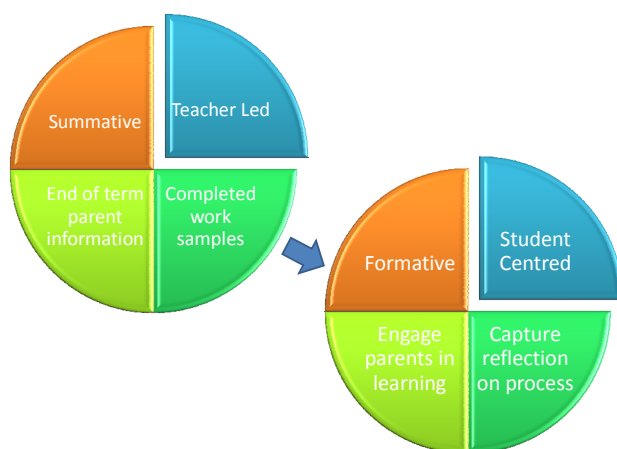 Summative
Teacher Led
End of term
parent
information
Completed
work
samples
Formative
Student
Centred
Engage
parents in
learning
Capture
reflection
on process